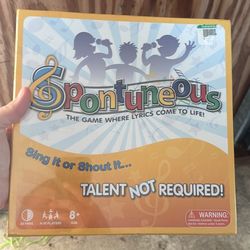 Spontuneous
THE GAME WHERE LYRICS COME TO LIFE!
Sing It or Shout It...
TALENT NOT REQUIRED!
8+
WARNING: